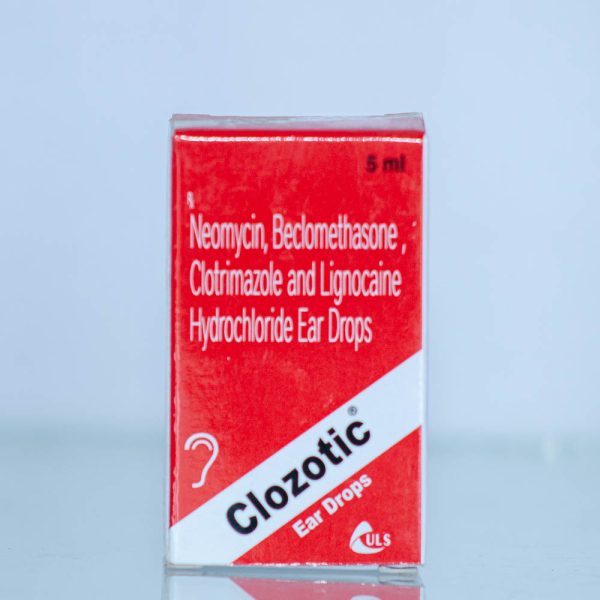 5 ml
Neomycin, Beclomethasone ,
Clotrimazole and Lignocaine
Hydrochloride Ear Drops
Clozotic®
Ear Drops
ULS